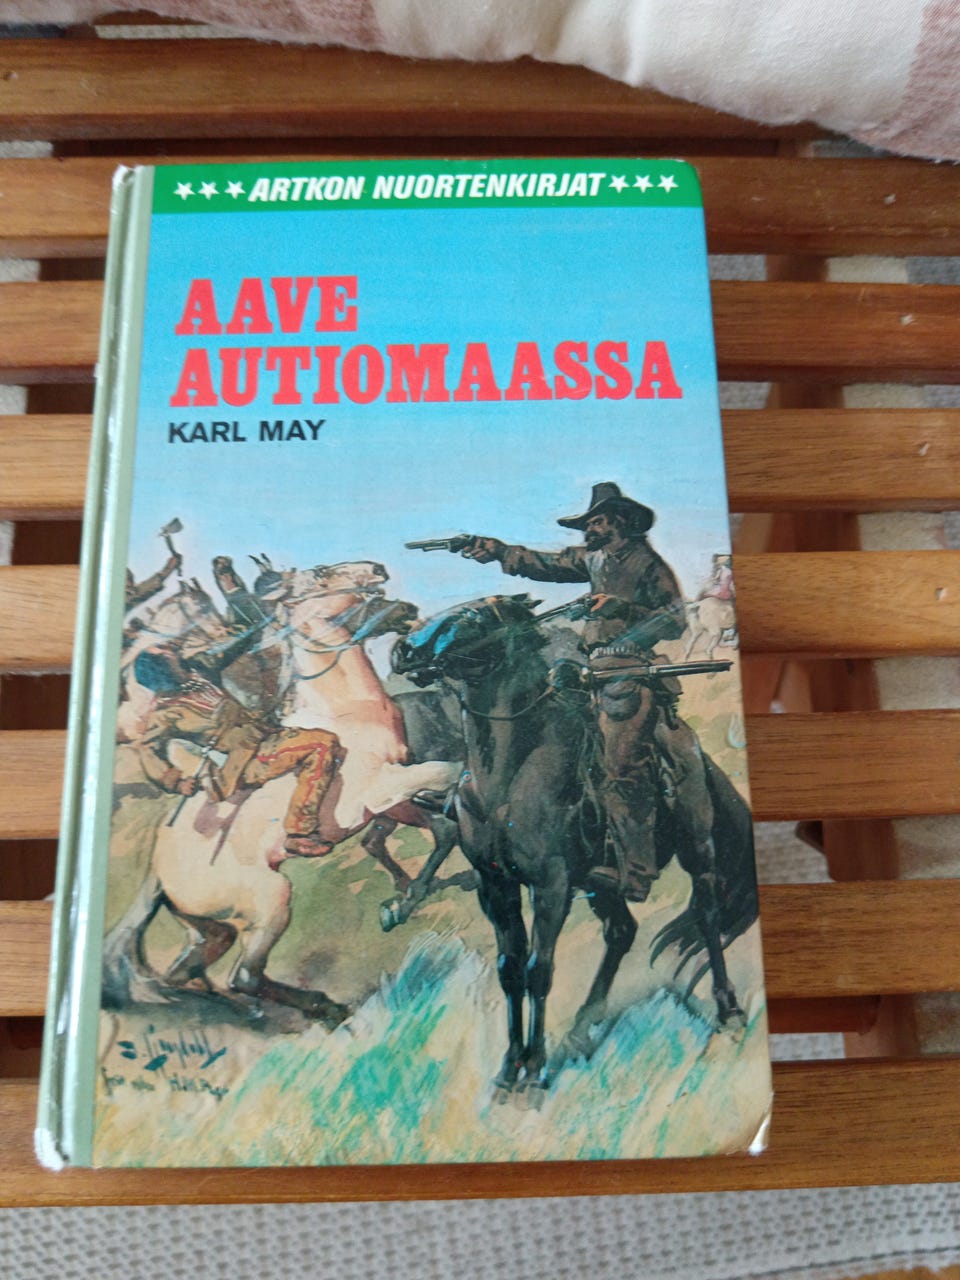 ★★★ARTKON NUORTENKIRJAT★★★
AAVE
AUTIOMAASSA
KARL MAY